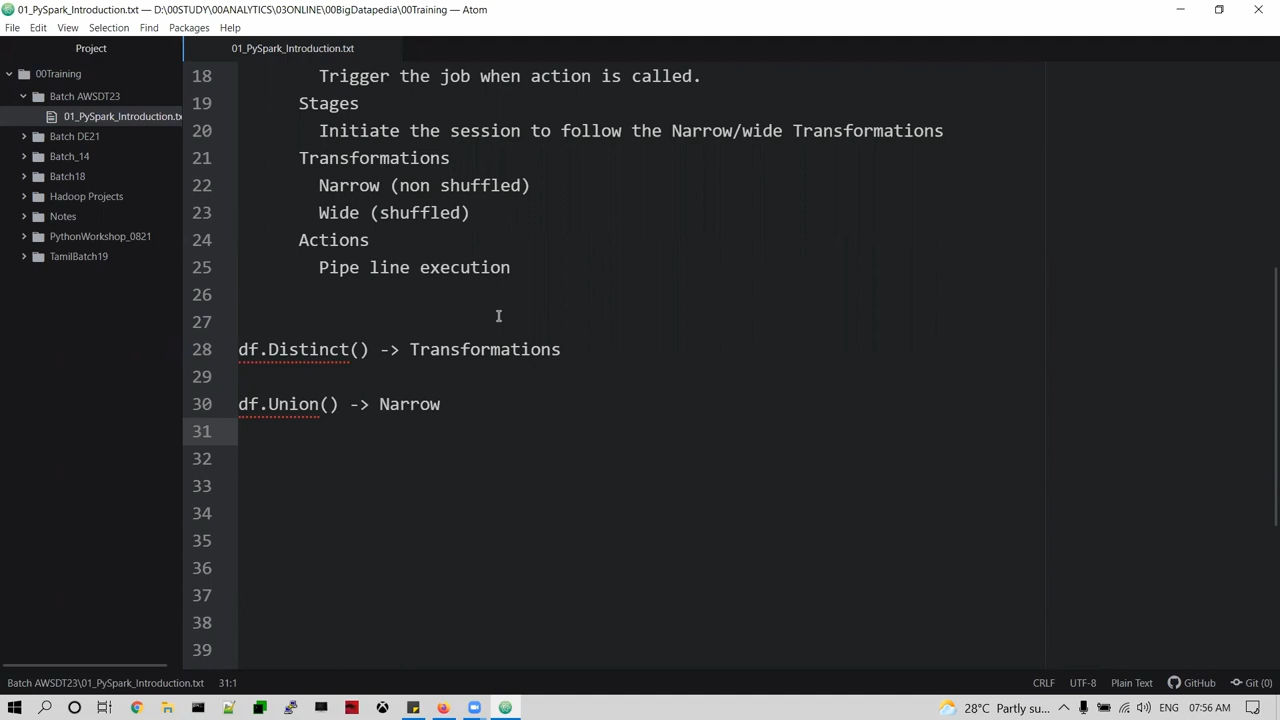 01_PySpark_Introduction.txt — D:\00STUDY\00ANALYTICS\03ONLINE\00BigDatapedia\00Training — Atom
File Edit View Selection Find Packages Help
Project
01_PySpark_Introduction.txt
00Training
Batch AWSDT23
01_PySpark_Introduction.tx
Batch DE21
Batch_14
Batch18
Hadoop Projects
Notes
PythonWorkshop_0821
TamilBatch19
18 Trigger the job when action is called.
19 Stages
20 Initiate the session to follow the Narrow/wide Transformations
21 Transformations
22 Narrow (non shuffled)
23 Wide (shuffled)
24 Actions
25 Pipe line execution
26
27
28 df.Distinct() -> Transformations
29
30 df.Union() -> Narrow
31
32
33
34
35
36
37
38
39
Batch AWSDT23\01_PySpark_Introduction.txt 31:1 CRLF UTF-8 Plain Text GitHub Git (0)
28°C Partly su... ENG 07:56 AM